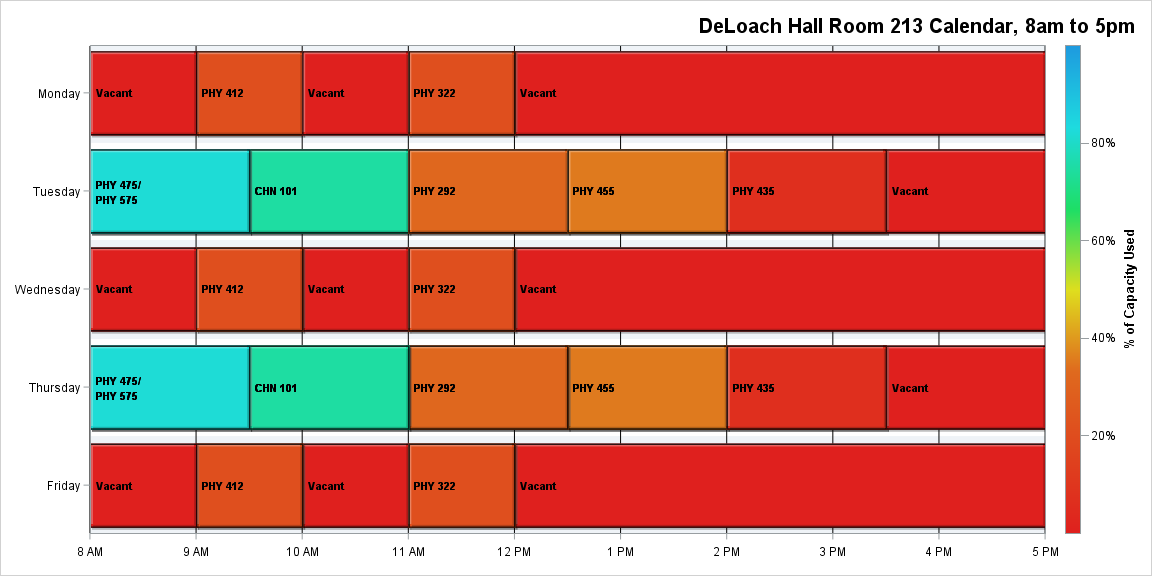 DeLoach Hall Room 213 Calendar, 8am to 5pm
Monday
Vacant
PHY 412
Vacant
PHY 322
Vacant
Tuesday
PHY 475/
PHY 575
CHN 101
PHY 292
PHY 455
PHY 435
Vacant
Wednesday
Vacant
PHY 412
Vacant
PHY 322
Vacant
Thursday
PHY 475/
PHY 575
CHN 101
PHY 292
PHY 455
PHY 435
Vacant
Friday
Vacant
PHY 412
Vacant
PHY 322
Vacant
8 AM
9 AM
10 AM
11 AM
12 PM
1 PM
2 PM
3 PM
4 PM
5 PM
80%
60%
40%
20%
% of Capacity Used